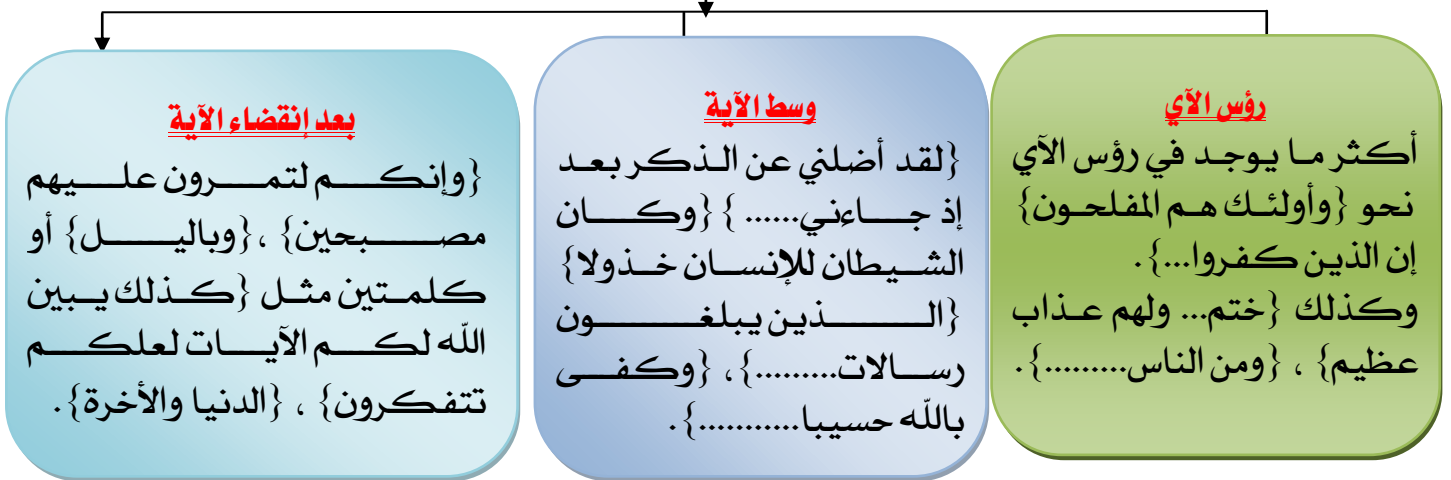 رؤس الآي
أكثر ما يوجد في رؤس الآي
نحو {وأولئك هم المفلحون}
إن الذين كفروا...}.
وكذلك {ختم... ولهم عذاب
عظيم} ، {ومن الناس.........}.
وسط الآية
{لقد أضلني عن الذكر بعد
إذ جاءني...... } {وكان
الشيطان للإنسان خذولا}
{الذين يبلغون
رسالات.........}، {وكفى
بالله حسيبا...........}.
بعد إنقضاء الآية
{وإنكم لتمرون عليهم
مصبحين} ،{وباليل} أو
كلمتين مثل {كذلك يبين
الله لكم الآيات لعلكم
تتفكرون} ، {الدنيا والأخرة}.